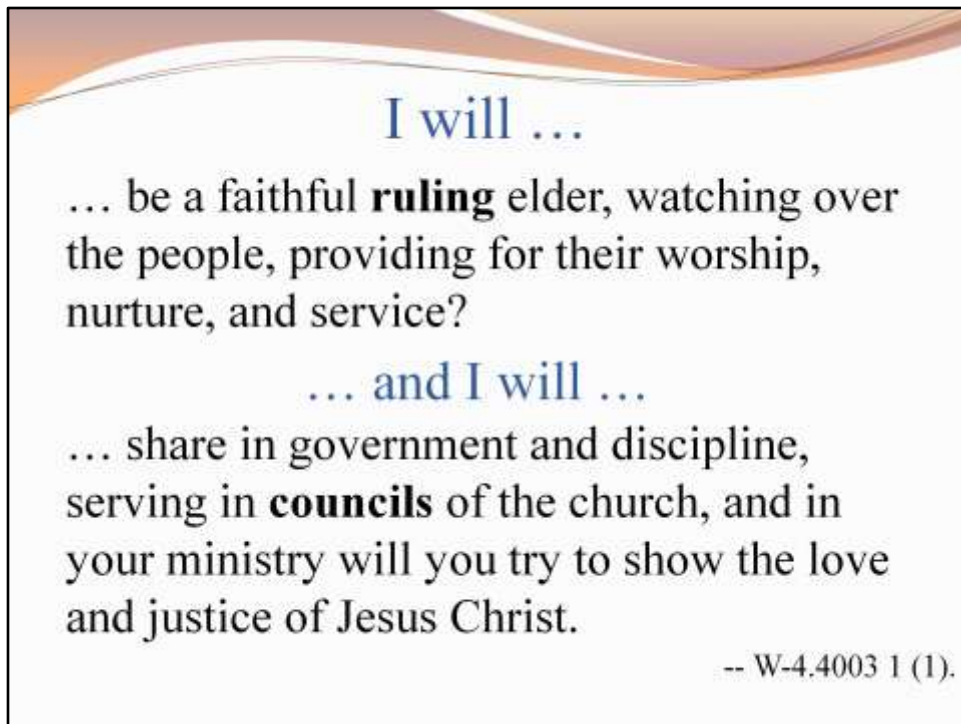 I will …
… be a faithful ruling elder, watching over
the people, providing for their worship,
nurture, and service?
… and I will …
… share in government and discipline,
serving in councils of the church, and in
your ministry will you try to show the love
and justice of Jesus Christ.
-- W-4.4003 1 (1).